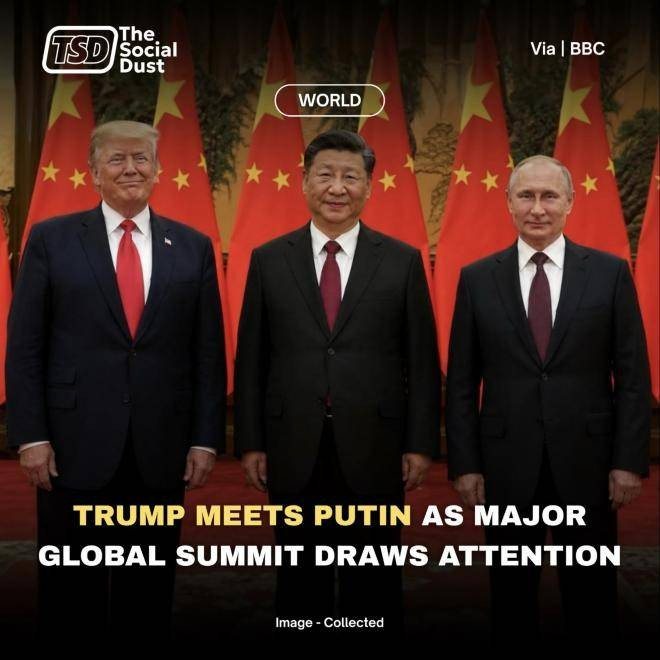 TSD The
Social
Dust
Via | BBC
WORLD
TRUMP MEETS PUTIN AS MAJOR
GLOBAL SUMMIT DRAWS ATTENTION
Image - Collected